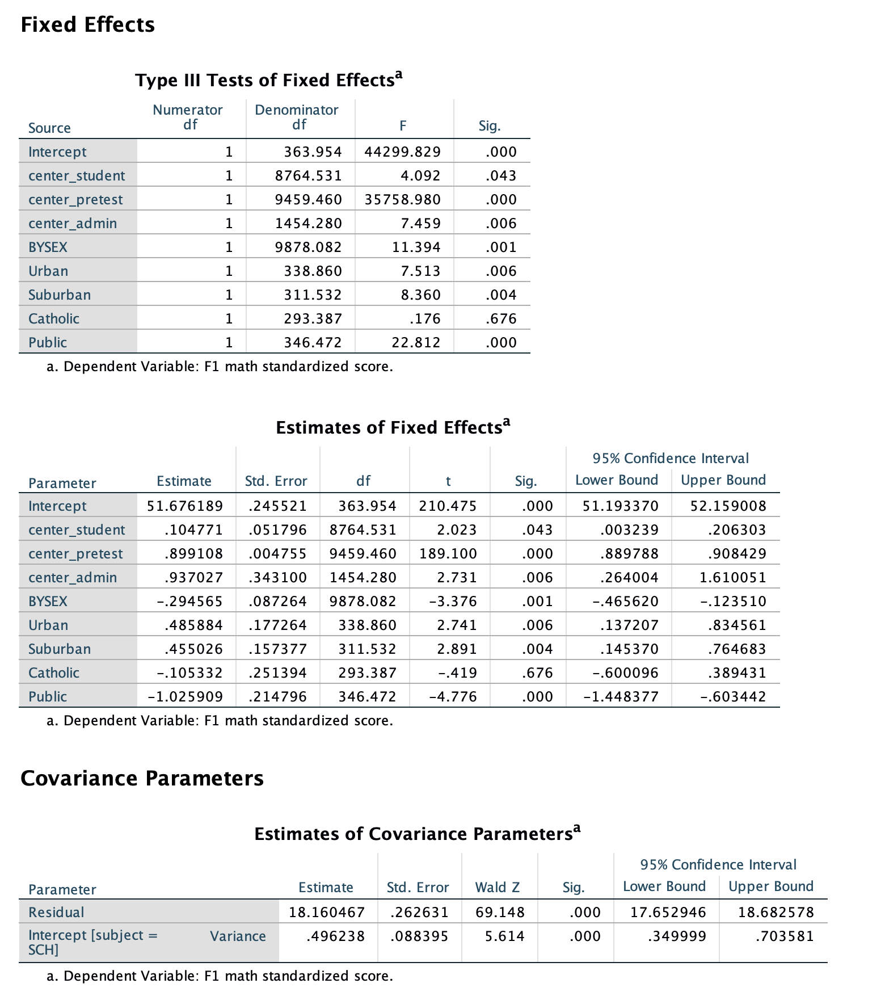 Fixed Effects
Type III Tests of Fixed Effectsa
Source Numerator df Denominator df F Sig.
Intercept 1 363.954 44299.829 .000
center_student 1 8764.531 4.092 .043
center_pretest 1 9459.460 35758.980 .000
center_admin 1 1454.280 7.459 .006
BYSEX 1 9878.082 11.394 .001
Urban 1 338.860 7.513 .006
Suburban 1 311.532 8.360 .004
Catholic 1 293.387 .176 .676
Public 1 346.472 22.812 .000
a. Dependent Variable: F1 math standardized score.
Estimates of Fixed Effectsa
95% Confidence Interval
Parameter Estimate Std. Error df t Sig. Lower Bound Upper Bound
Intercept 51.676189 .245521 363.954 210.475 .000 51.193370 52.159008
center_student .104771 .051796 8764.531 2.023 .043 .003239 .206303
center_pretest .899108 .004755 9459.460 189.100 .000 .889788 .908429
center_admin .937027 .343100 1454.280 2.731 .006 .264004 1.610051
BYSEX -.294565 .087264 9878.082 -3.376 .001 -.465620 -.123510
Urban .485884 .177264 338.860 2.741 .006 .137207 .834561
Suburban .455026 .157377 311.532 2.891 .004 .145370 .764683
Catholic -.105332 .251394 293.387 -.419 .676 -.600096 .389431
Public -1.025909 .214796 346.472 -4.776 .000 -1.448377 -.603442
a. Dependent Variable: F1 math standardized score.
Covariance Parameters
Estimates of Covariance Parametersa
95% Confidence Interval
Parameter Estimate Std. Error Wald Z Sig. Lower Bound Upper Bound
Residual 18.160467 .262631 69.148 .000 17.652946 18.682578
Intercept [subject = SCH] Variance .496238 .088395 5.614 .000 .349999 .703581
a. Dependent Variable: F1 math standardized score.